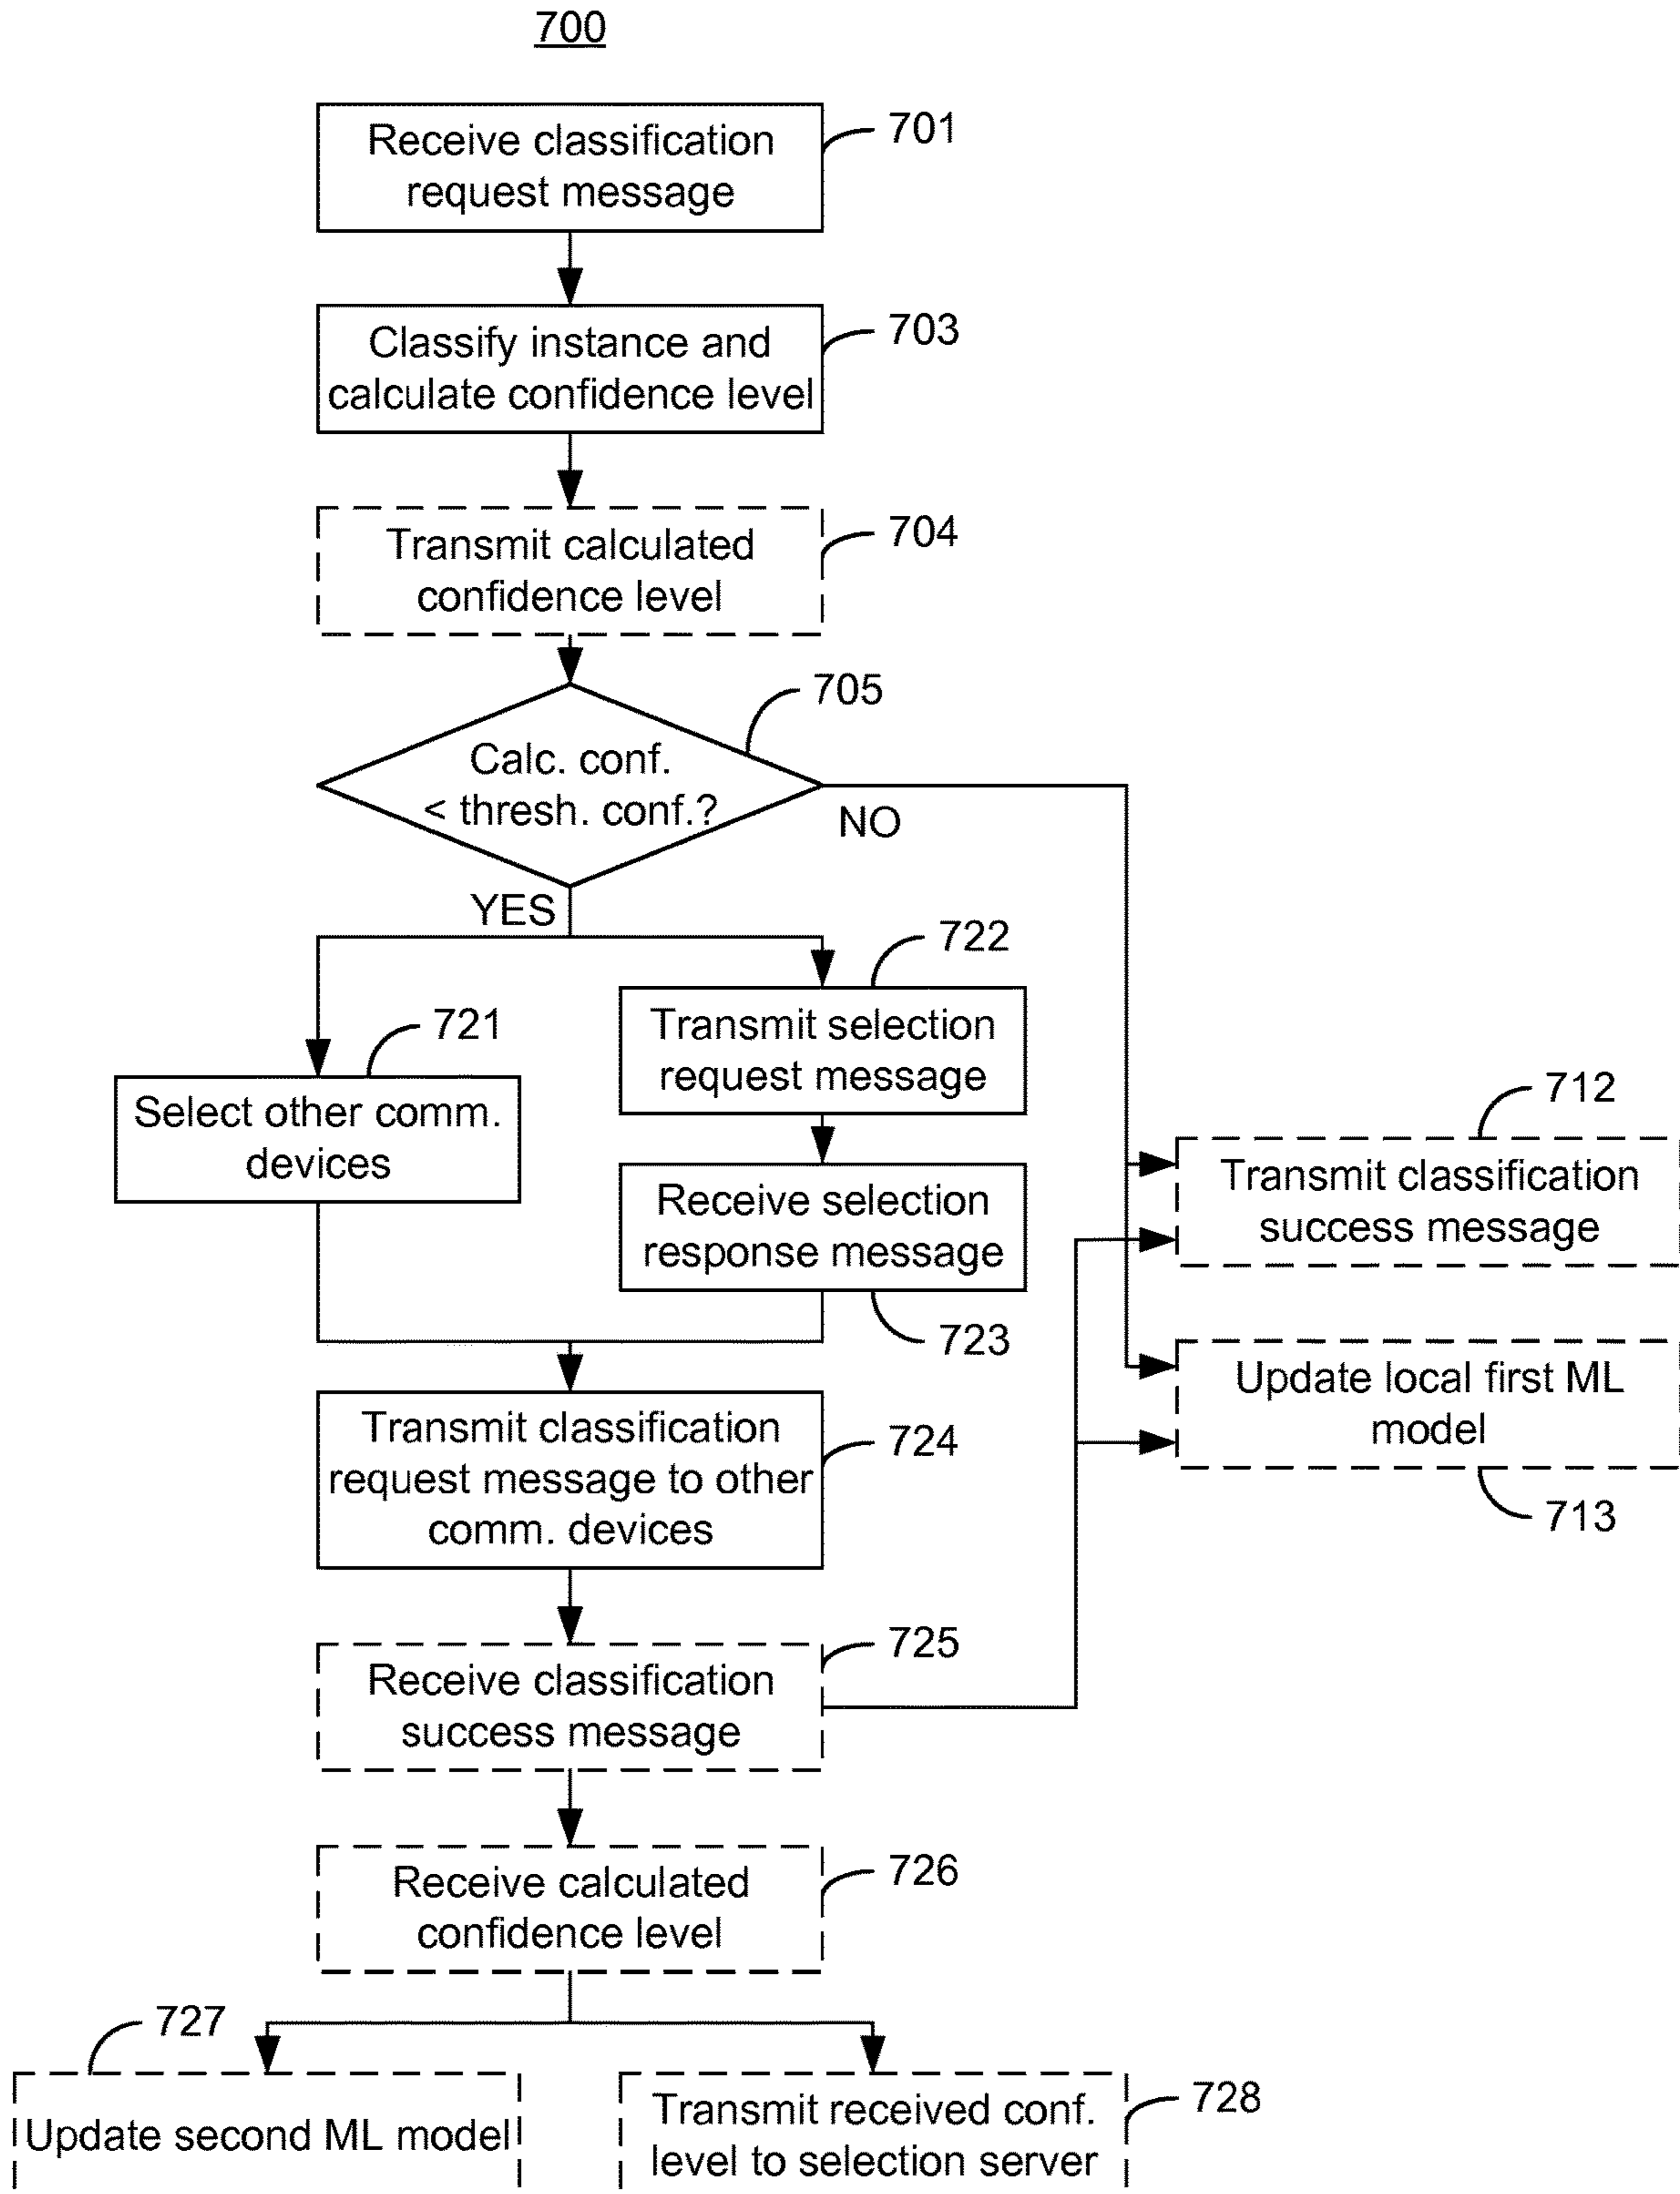 700
Receive classification
request message
701
Classify instance and
calculate confidence level
703
Transmit calculated
confidence level
704
705
Calc. conf.
< thresh. conf.?
NO
YES
722
Transmit selection
request message
721
Select other comm.
devices
712
Transmit classification
success message
Receive selection
response message
723
Update local first ML
model
713
Transmit classification
request message to other
comm. devices
724
725
Receive classification
success message
Receive calculated
confidence level
726
727
Update second ML model
Transmit received conf.
level to selection server
728